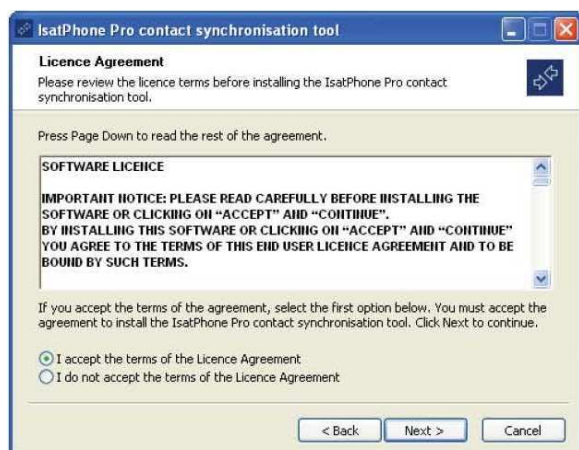 IsatPhone Pro contact synchronisation tool
Licence Agreement
Please review the licence terms before installing the IsatPhone Pro contact
synchronisation tool.
Press Page Down to read the rest of the agreement.
SOFTWARE LICENCE
IMPORTANT NOTICE: PLEASE READ CAREFULLY BEFORE INSTALLING THE
SOFTWARE OR CLICKING ON “ACCEPT” AND “CONTINUE”.
BY INSTALLING THIS SOFTWARE OR CLICKING ON “ACCEPT” AND “CONTINUE”
YOU AGREE TO THE TERMS OF THIS END USER LICENCE AGREEMENT AND TO BE
BOUND BY SUCH TERMS.
If you accept the terms of the agreement, select the first option below. You must accept the
agreement to install the IsatPhone Pro contact synchronisation tool. Click Next to continue.
I accept the terms of the Licence Agreement
I do not accept the terms of the Licence Agreement
< Back Next > Cancel